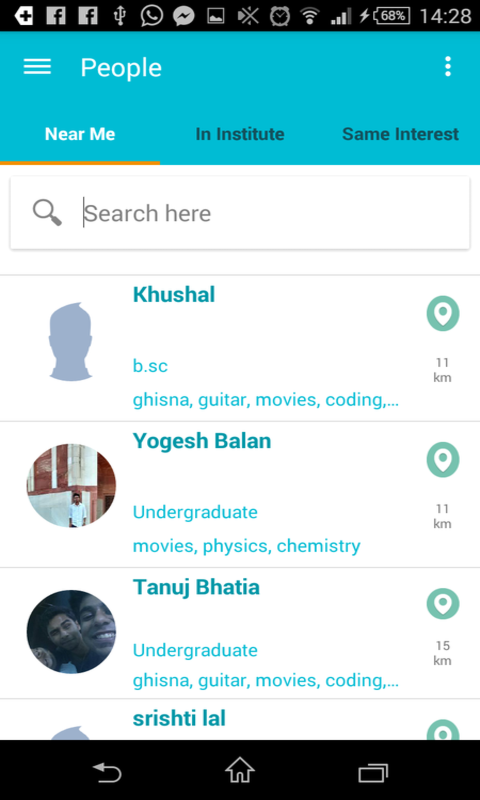 68% 14:28
People
Near Me In Institute Same Interest
Search here
Khushal
11
km
b.sc
ghisna, guitar, movies, coding,...
Yogesh Balan
11
km
Undergraduate
movies, physics, chemistry
Tanuj Bhatia
15
km
Undergraduate
ghisna, guitar, movies, coding,...
srishti lal